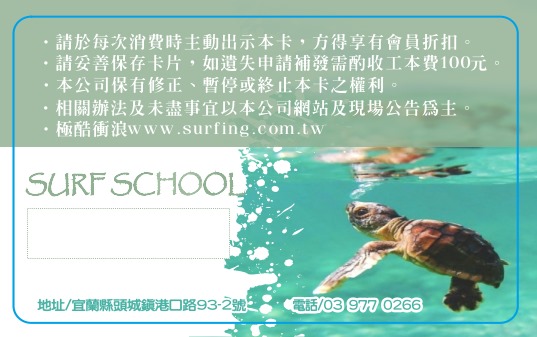 ・請於每次消費時主動出示本卡，方得享有會員折扣。
・請妥善保存卡片，如遺失申請補發需酌收工本費100元。
・本公司保有修正、暫停或終止本卡之權利。
・相關辦法及未盡事宜以本公司網站及現場公告為主。
・極酷衝浪www.surfing.com.tw
SURF SCHOOL
地址/宜蘭縣頭城鎮港口路93-2號 電話/03 977 0266